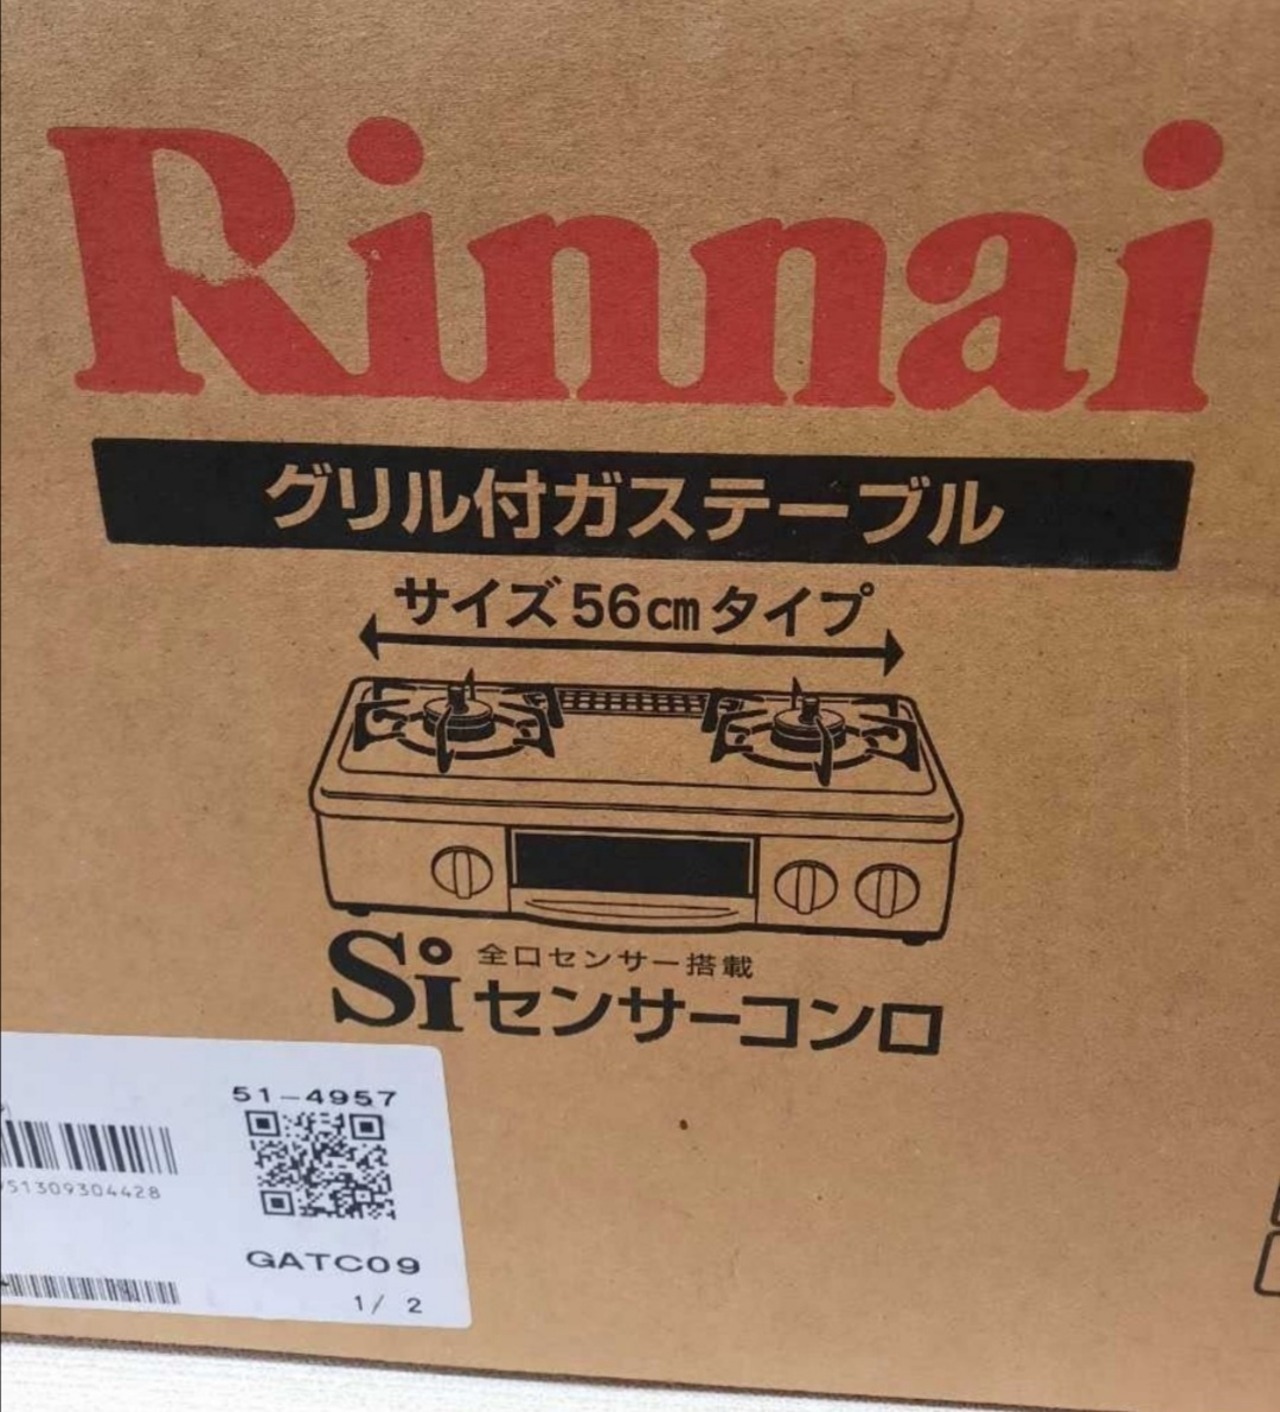 Rinnai
グリル付ガステーブル
サイズ56cmタイプ
Si 全口センサー搭載
センサーコンロ
51-4957
951309304428
GATC09
1/ 2